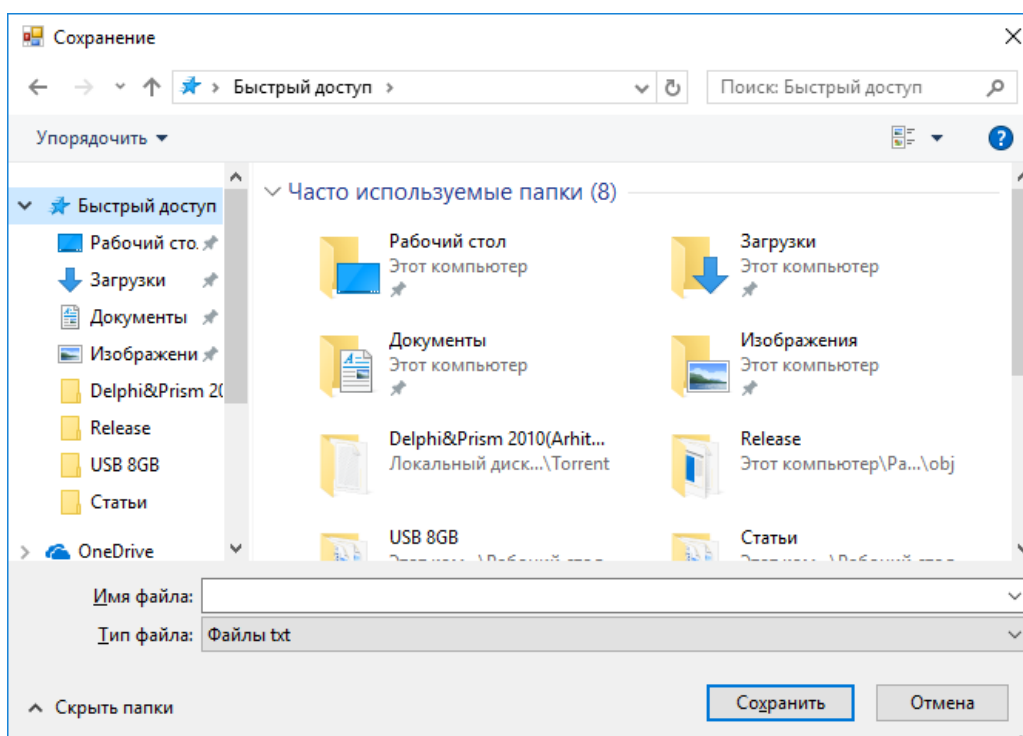 Сохранение
Быстрый доступ
Поиск: Быстрый доступ
Упорядочить
Быстрый доступ
Рабочий сто.
Загрузки
Документы
Изображени
Delphi&Prism 20
Release
USB 8GB
Статьи
OneDrive
Часто используемые папки (8)
Рабочий стол
Этот компьютер
Загрузки
Этот компьютер
Документы
Этот компьютер
Изображения
Этот компьютер
Delphi&Prism 2010(Arhit...
Локальный диск...\Torrent
Release
Этот компьютер\Pa...\obj
USB 8GB
Статьи
Имя файла:
Тип файла: Файлы txt
Скрыть папки
Сохранить
Отмена